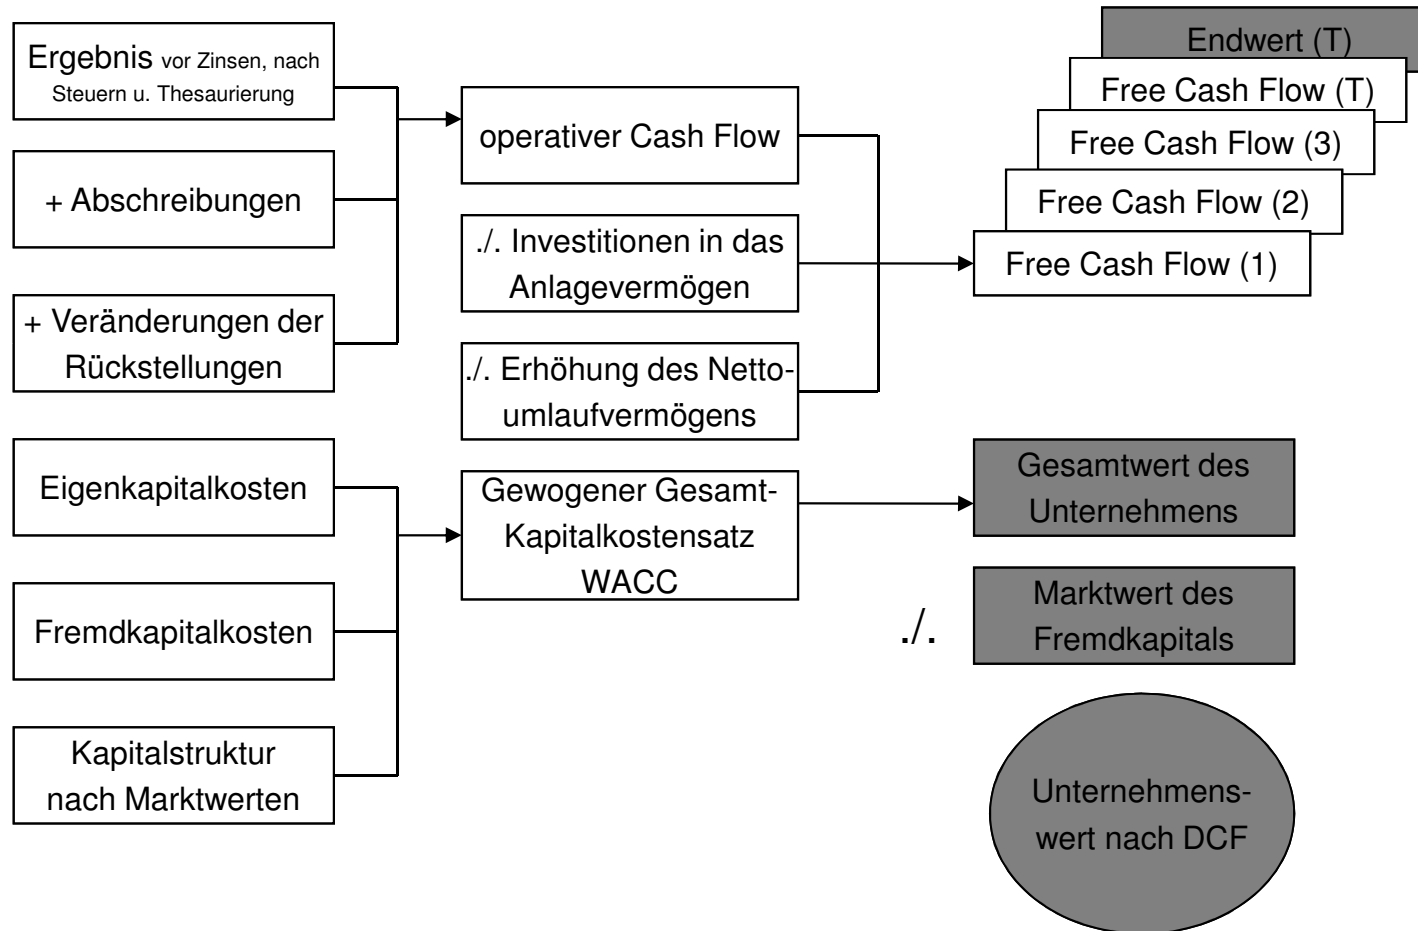 Ergebnis vor Zinsen, nach
Steuern u. Thesaurierung
+ Abschreibungen
+ Veränderungen der
Rückstellungen
operativer Cash Flow
./. Investitionen in das
Anlagevermögen
./. Erhöhung des Netto-
umlaufvermögens
Endwert (T)
Free Cash Flow (T)
Free Cash Flow (3)
Free Cash Flow (2)
Free Cash Flow (1)
Eigenkapitalkosten
Fremdkapitalkosten
Kapitalstruktur
nach Marktwerten
Gewogener Gesamt-
Kapitalkostensatz
WACC
Gesamtwert des
Unternehmens
./.
Marktwert des
Fremdkapitals
Unternehmens-
wert nach DCF